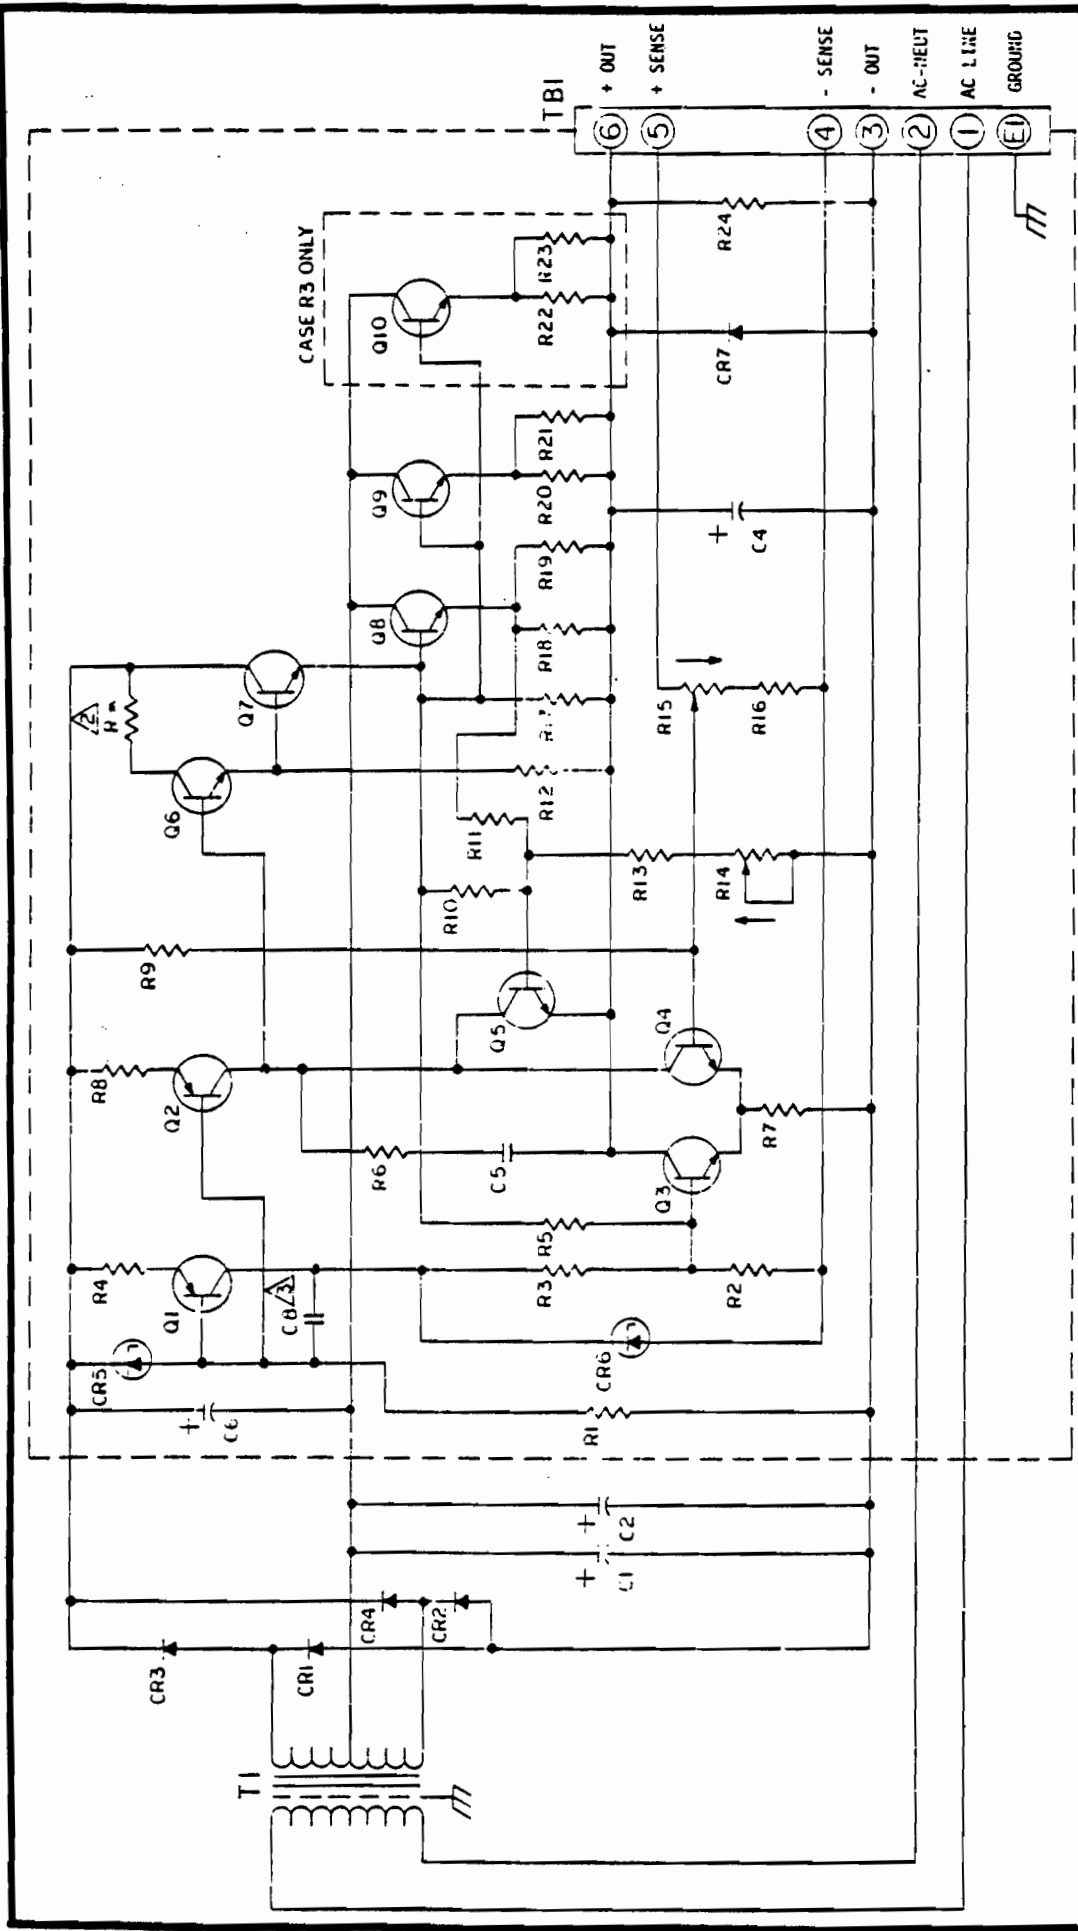 TB1
+ OUT
+ SENSE
- SENSE
- OUT
AC-NEUT
AC LINE
GROUND
6
5
4
3
2
1
E1
CASE R3 ONLY
Q10
R23
R22
R24
CR7
Q9
R21
R20
+
C4
Q8
R19
R18
Q7
2
R15
R16
Q6
R12
R11
R13
R14
R10
R9
Q5
Q4
R8
Q2
R7
R6
C5
Q3
R5
R4
Q1
3
C8
R3
R2
CR5
CR6
+
C6
R1
+
C2
+
C1
CR4
CR2
CR3
CR1
T1